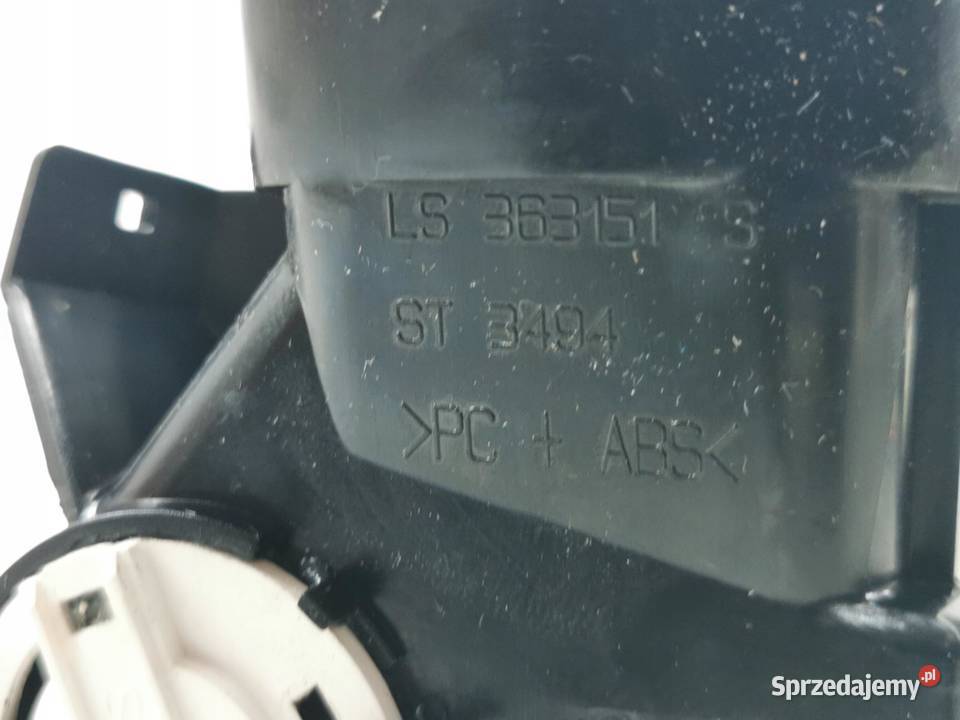 LS 363151 S
ST 3494
>PC + ABS<
Sprzedajemy.pl